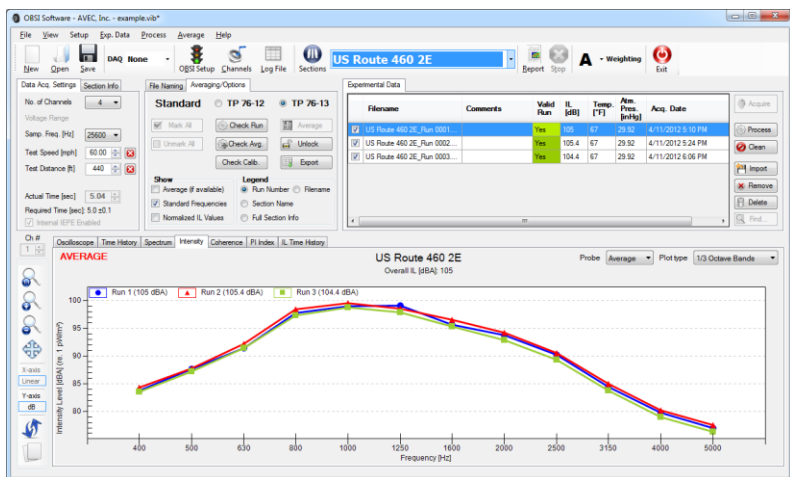 OBSI Software - AVEC, Inc. - example.vib*
File View Setup Exp. Data Process Average Help
New Open Save DAQ None OBSI Setup Channels Log File Sections US Route 460 2E Report Stop A - Weighting Exit
Data Acq. Settings Section Info
No. of Channels 4
Voltage Range
Samp. Freq. [Hz] 25600
Test Speed [mph] 60.00
Test Distance [ft] 440
Actual Time [sec] 5.04
Required Time [sec]: 5.0 ±0.1
Internal IEPE Enabled
File Naming Averaging/Options
Standard TP 76-12 TP 76-13
Mark All Check Run Average
Unmark All Check Avg. Unlock
Check Calib. Export
Show Legend
Average (if available) Run Number Filename
Standard Frequencies Section Name
Normalized IL Values Full Section Info
Experimental Data
Filename Comments Valid Run IL [dB] Temp. [°F] Atm. Pres. [inHg] Acq. Date
US Route 460 2E_Run 0001... Yes 105 67 29.92 4/11/2012 5:10 PM
US Route 460 2E_Run 0002... Yes 105.4 67 29.92 4/11/2012 5:24 PM
US Route 460 2E_Run 0003... Yes 104.4 67 29.92 4/11/2012 6:06 PM
Acquire
Process
Clean
Import
Remove
Delete
Find...
Ch #
1
X-axis
Linear
Y-axis
dB
Oscilloscope Time History Spectrum Intensity Coherence PI Index IL Time History
AVERAGE US Route 460 2E Probe Average Plot type 1/3 Octave Bands
Overall IL [dBA]: 105
Run 1 (105 dBA) Run 2 (105.4 dBA) Run 3 (104.4 dBA)
Intensity Level [dBA] (re. 1 pW/m²)
100
95
90
85
80
400 500 630 800 1000 1250 1600 2000 2500 3150 4000 5000
Frequency [Hz]